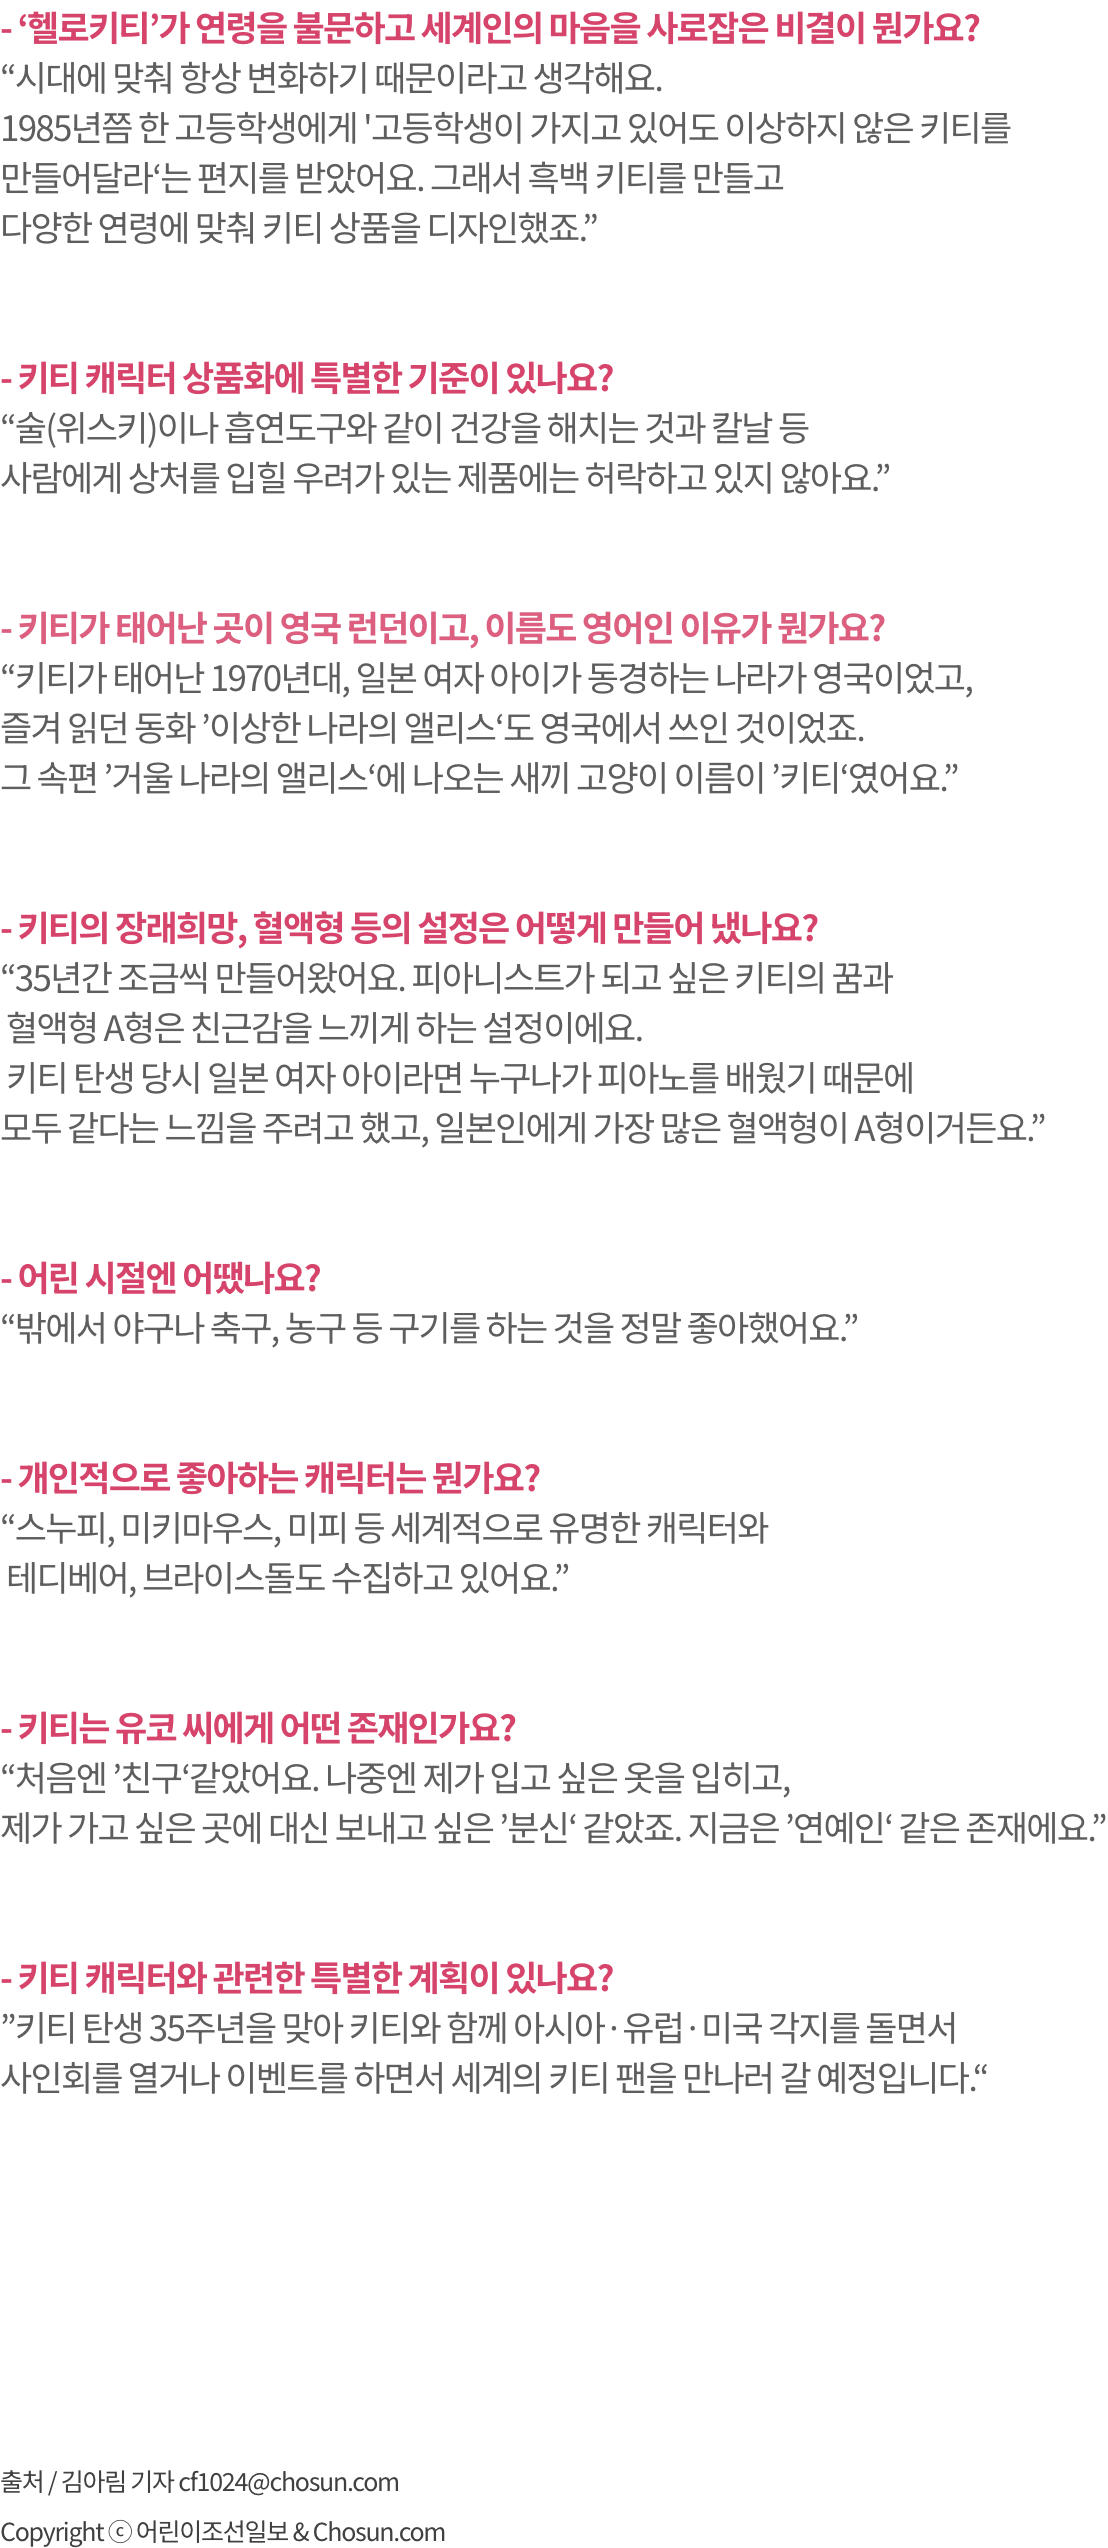 - ‘헬로키티’가 연령을 불문하고 세계인의 마음을 사로잡은 비결이 뭔가요?
“시대에 맞춰 항상 변화하기 때문이라고 생각해요.
1985년쯤 한 고등학생에게 '고등학생이 가지고 있어도 이상하지 않은 키티를
만들어달라‘는 편지를 받았어요. 그래서 흑백 키티를 만들고
다양한 연령에 맞춰 키티 상품을 디자인했죠.”
- 키티 캐릭터 상품화에 특별한 기준이 있나요?
“술(위스키)이나 흡연도구와 같이 건강을 해치는 것과 칼날 등
사람에게 상처를 입힐 우려가 있는 제품에는 허락하고 있지 않아요.”
- 키티가 태어난 곳이 영국 런던이고, 이름도 영어인 이유가 뭔가요?
“키티가 태어난 1970년대, 일본 여자 아이가 동경하는 나라가 영국이었고,
즐겨 읽던 동화 ’이상한 나라의 앨리스‘도 영국에서 쓰인 것이었죠.
그 속편 ’거울 나라의 앨리스‘에 나오는 새끼 고양이 이름이 ’키티‘였어요.”
- 키티의 장래희망, 혈액형 등의 설정은 어떻게 만들어 냈나요?
“35년간 조금씩 만들어왔어요. 피아니스트가 되고 싶은 키티의 꿈과
혈액형 A형은 친근감을 느끼게 하는 설정이에요.
키티 탄생 당시 일본 여자 아이라면 누구나가 피아노를 배웠기 때문에
모두 같다는 느낌을 주려고 했고, 일본인에게 가장 많은 혈액형이 A형이거든요.”
- 어린 시절엔 어땠나요?
“밖에서 야구나 축구, 농구 등 구기를 하는 것을 정말 좋아했어요.”
- 개인적으로 좋아하는 캐릭터는 뭔가요?
“스누피, 미키마우스, 미피 등 세계적으로 유명한 캐릭터와
테디베어, 브라이스돌도 수집하고 있어요.”
- 키티는 유코 씨에게 어떤 존재인가요?
“처음엔 ’친구‘같았어요. 나중엔 제가 입고 싶은 옷을 입히고,
제가 가고 싶은 곳에 대신 보내고 싶은 ’분신‘ 같았죠. 지금은 ’연예인‘ 같은 존재에요.”
- 키티 캐릭터와 관련한 특별한 계획이 있나요?
”키티 탄생 35주년을 맞아 키티와 함께 아시아 · 유럽 · 미국 각지를 돌면서
사인회를 열거나 이벤트를 하면서 세계의 키티 팬을 만나러 갈 예정입니다.“
출처 / 김아림 기자 cf1024@chosun.com
Copyright ⓒ 어린이조선일보 & Chosun.com